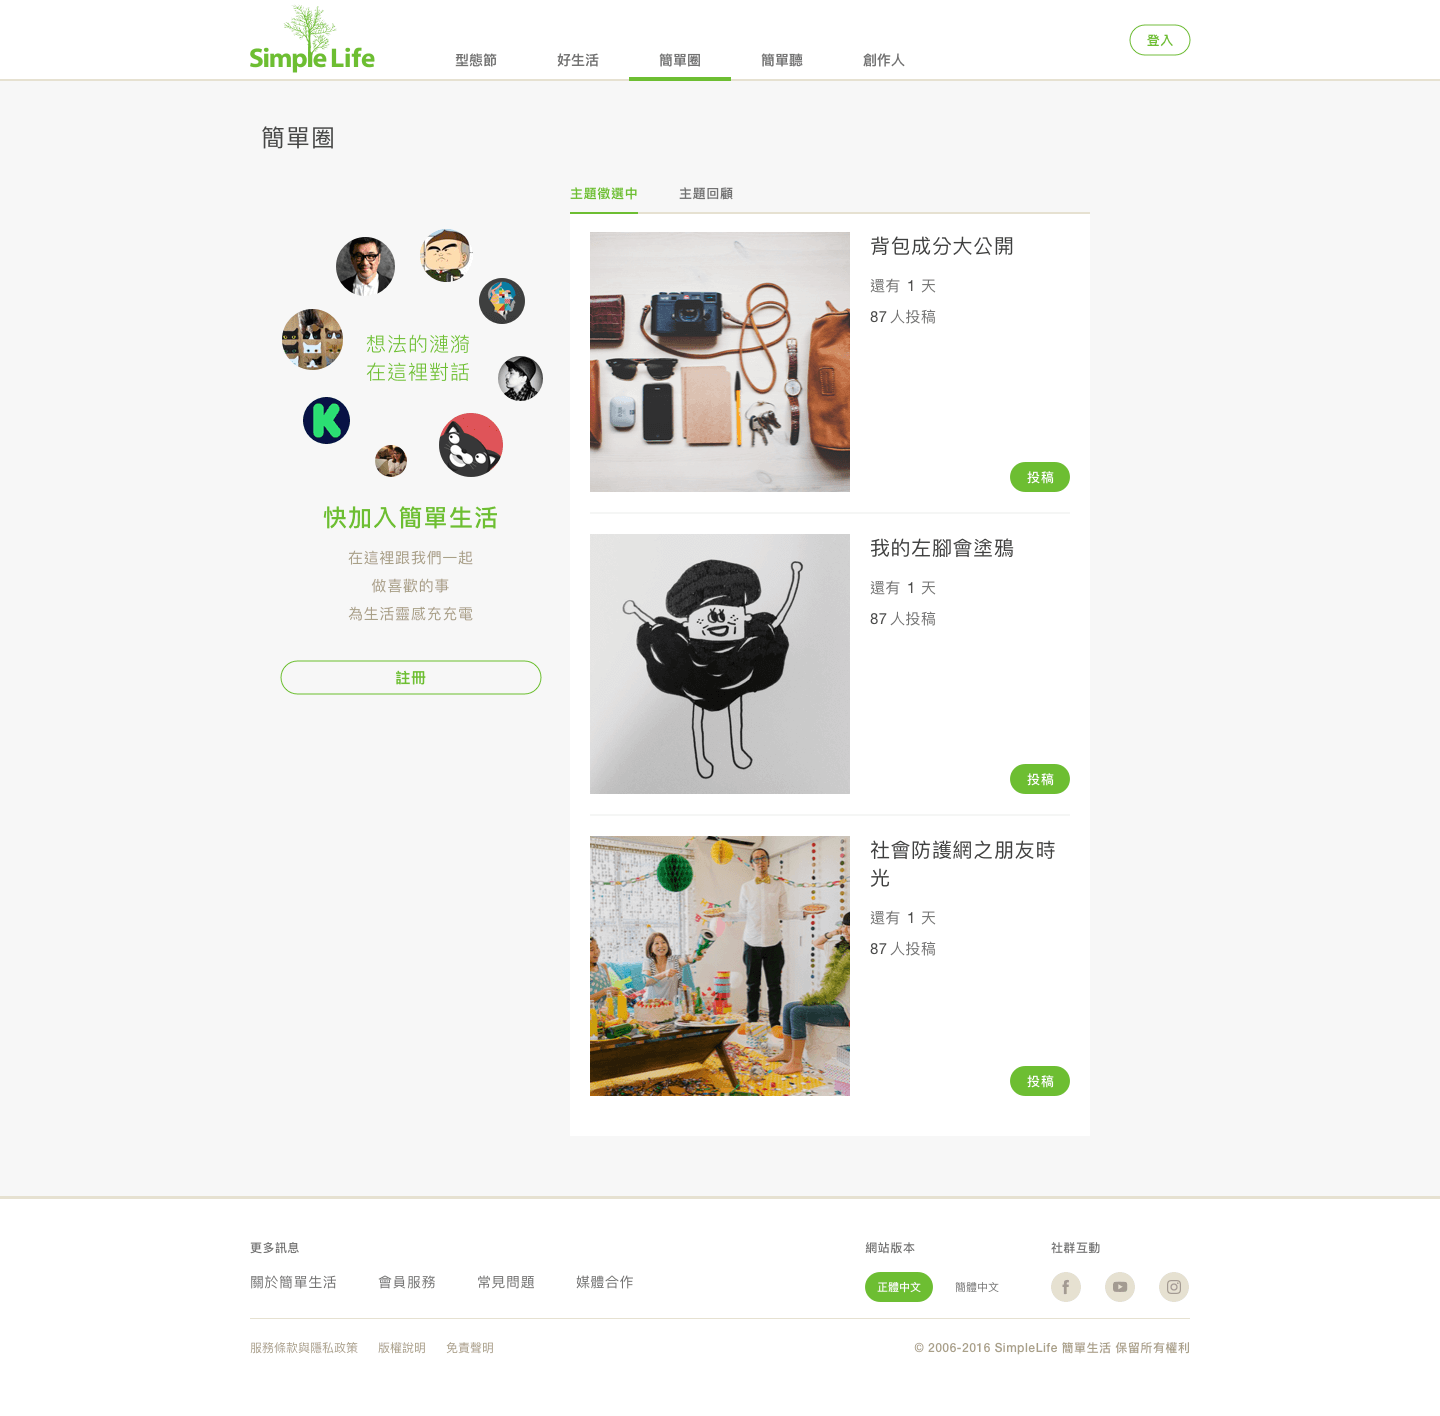 Simple Life
型態節
好生活
簡單圈
簡單聽
創作人
登入
簡單圈
想法的漣漪
在這裡對話
K
快加入簡單生活
在這裡跟我們一起
做喜歡的事
為生活靈感充充電
註冊
主題徵選中
主題回顧
背包成分大公開
還有 1 天
87 人投稿
投稿
我的左腳會塗鴉
還有 1 天
87 人投稿
投稿
社會防護網之朋友時
光
還有 1 天
87 人投稿
投稿
更多訊息
關於簡單生活
會員服務
常見問題
媒體合作
網站版本
正體中文
簡體中文
社群互動
服務條款與隱私政策
版權說明
免責聲明
© 2006-2016 SimpleLife 簡單生活 保留所有權利